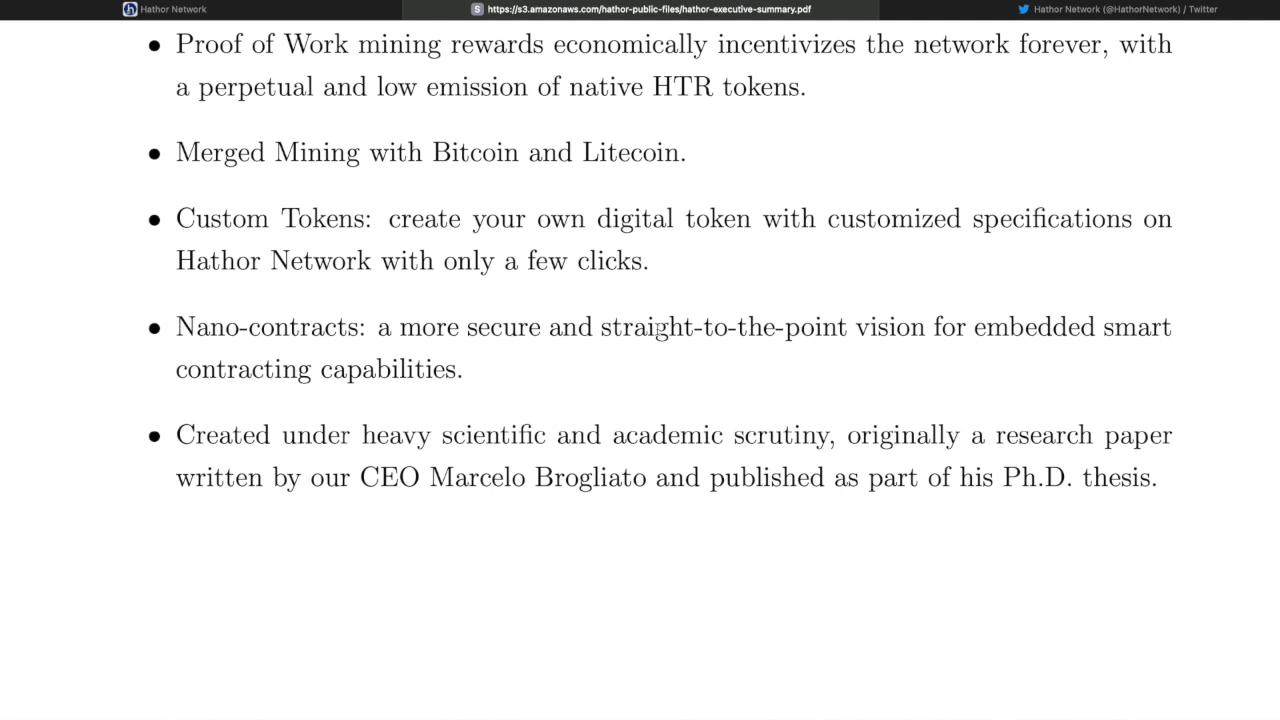 Hathor Network
S https://s3.amazonaws.com/hathor-public-files/hathor-executive-summary.pdf
Hathor Network (@HathorNetwork) / Twitter
• Proof of Work mining rewards economically incentivizes the network forever, with
a perpetual and low emission of native HTR tokens.
• Merged Mining with Bitcoin and Litecoin.
• Custom Tokens: create your own digital token with customized specifications on
Hathor Network with only a few clicks.
• Nano-contracts: a more secure and straight-to-the-point vision for embedded smart
contracting capabilities.
• Created under heavy scientific and academic scrutiny, originally a research paper
written by our CEO Marcelo Brogliato and published as part of his Ph.D. thesis.